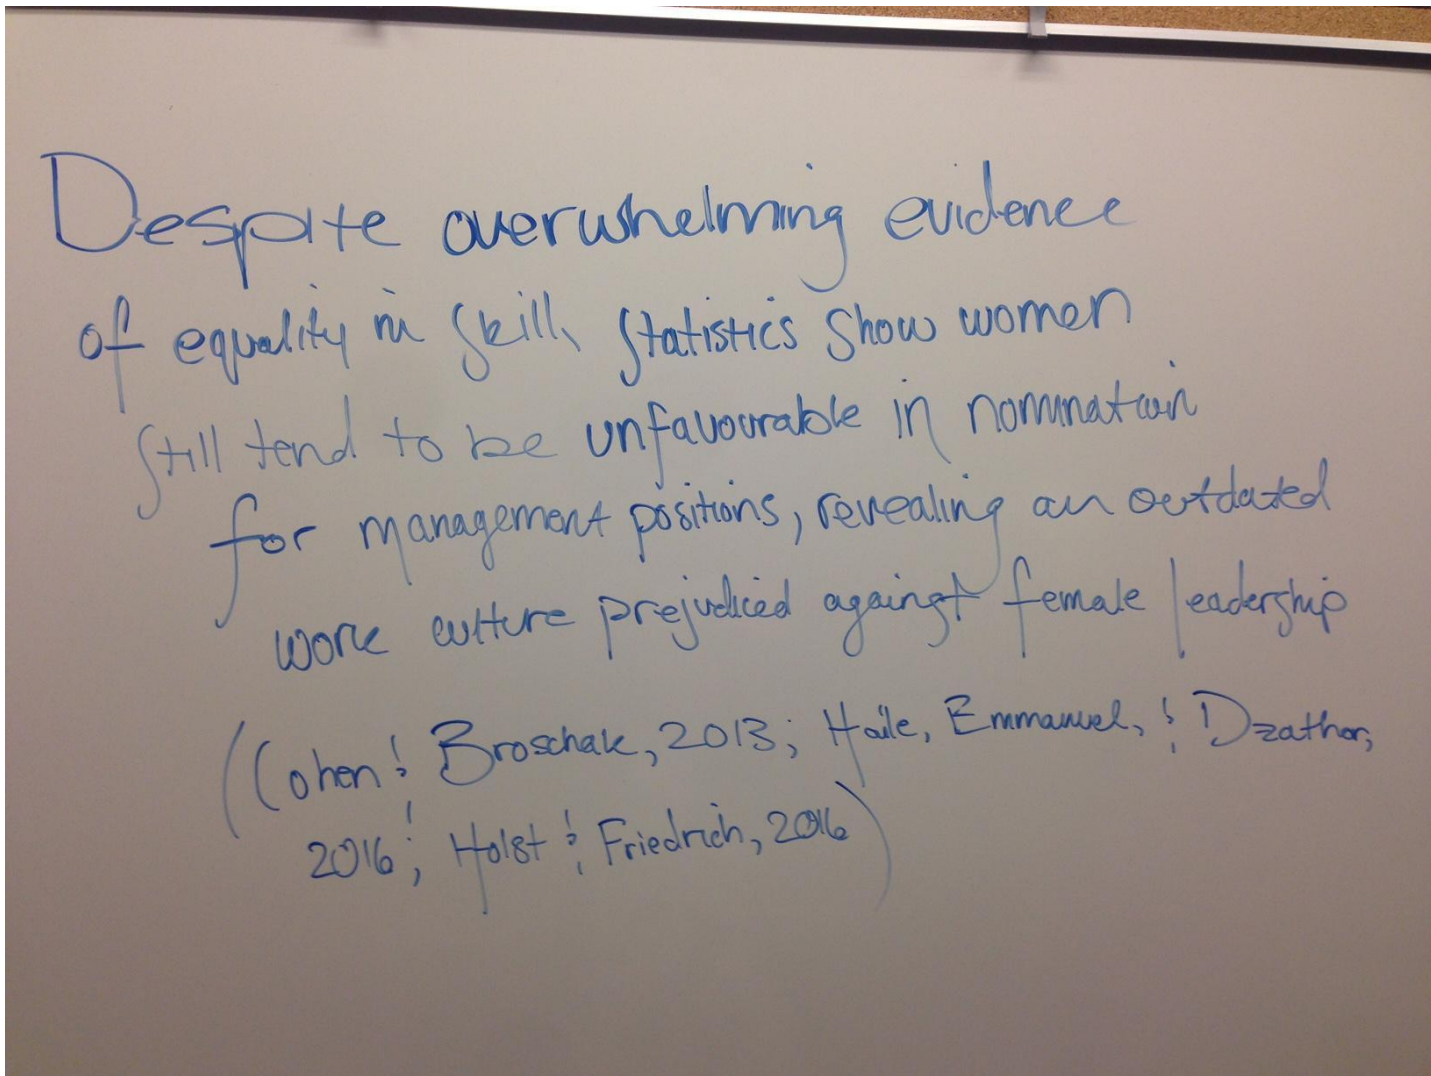 Despite overwhelming evidence
of equality in skill, statistics show women
still tend to be unfavourable in nomination
for management positions, revealing an outdated
work culture prejudiced against female leadership
(Cohen & Broschak, 2013; Haile, Emmanuel, & Dzathor,
2016; Holst & Friedrich, 2016)